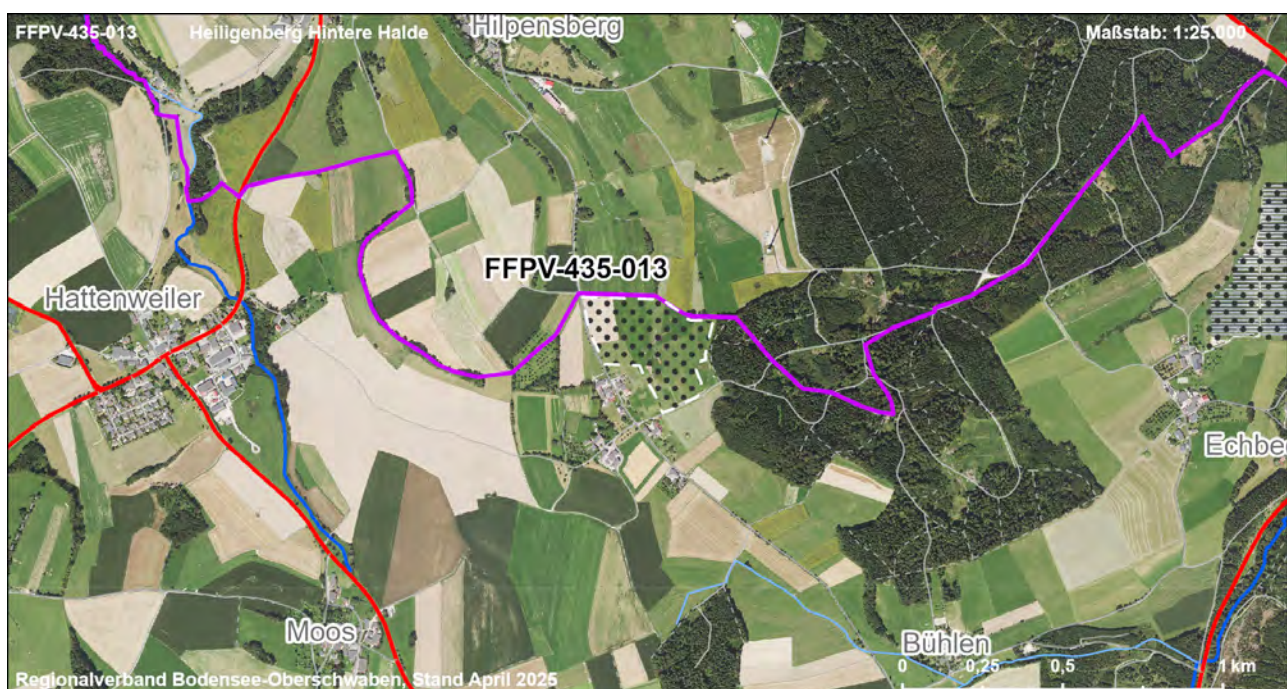 FFPV-435-013 Heiligenberg Hintere Halde Maßstab: 1:25.000
Hilpensberg
FFPV-435-013
Hattenweiler
Echbec
Moos
Bühlen
0 0,25 0,5 1 km
Regionalverband Bodensee-Oberschwaben, Stand April 2025